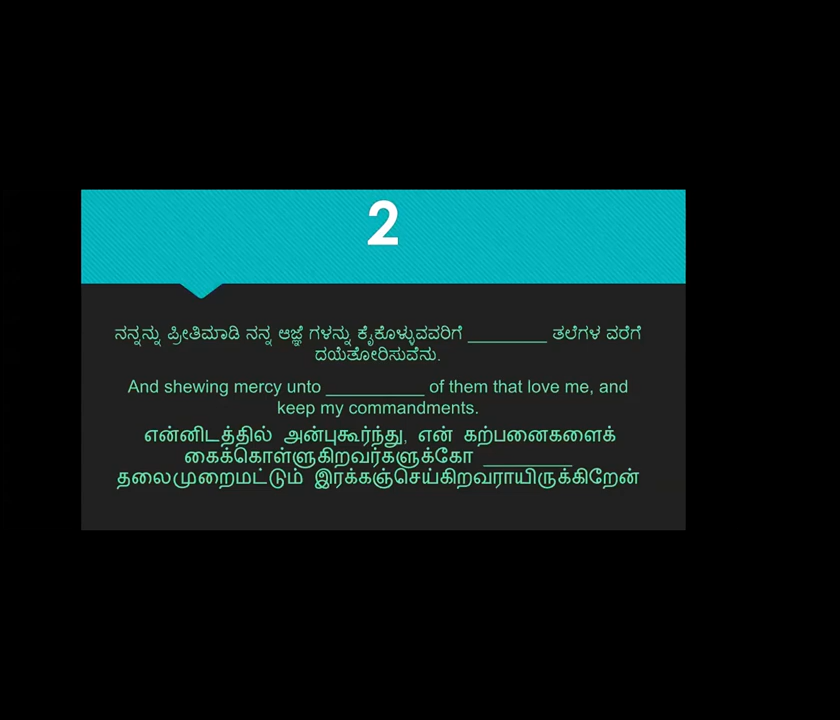 2
ನನ್ನನ್ನು ಪ್ರೀತಿಮಾಡಿ ನನ್ನ ಆಜ್ಞೆ ಗಳನ್ನು ಕೈಕೊಳ್ಳುವವರಿಗೆ _________ ತಲೆಗಳ ವರೆಗೆ
ದಯೆತೋರಿಸುವೆನು.
And shewing mercy unto __________ of them that love me, and
keep my commandments.
என்னிடத்தில் அன்புகூர்ந்து, என் கற்பனைகளைக்
கைக்கொள்ளுகிறவர்களுக்கோ _________
தலைமுறைமட்டும் இரக்கஞ்செய்கிறவராயிருக்கிறேன்